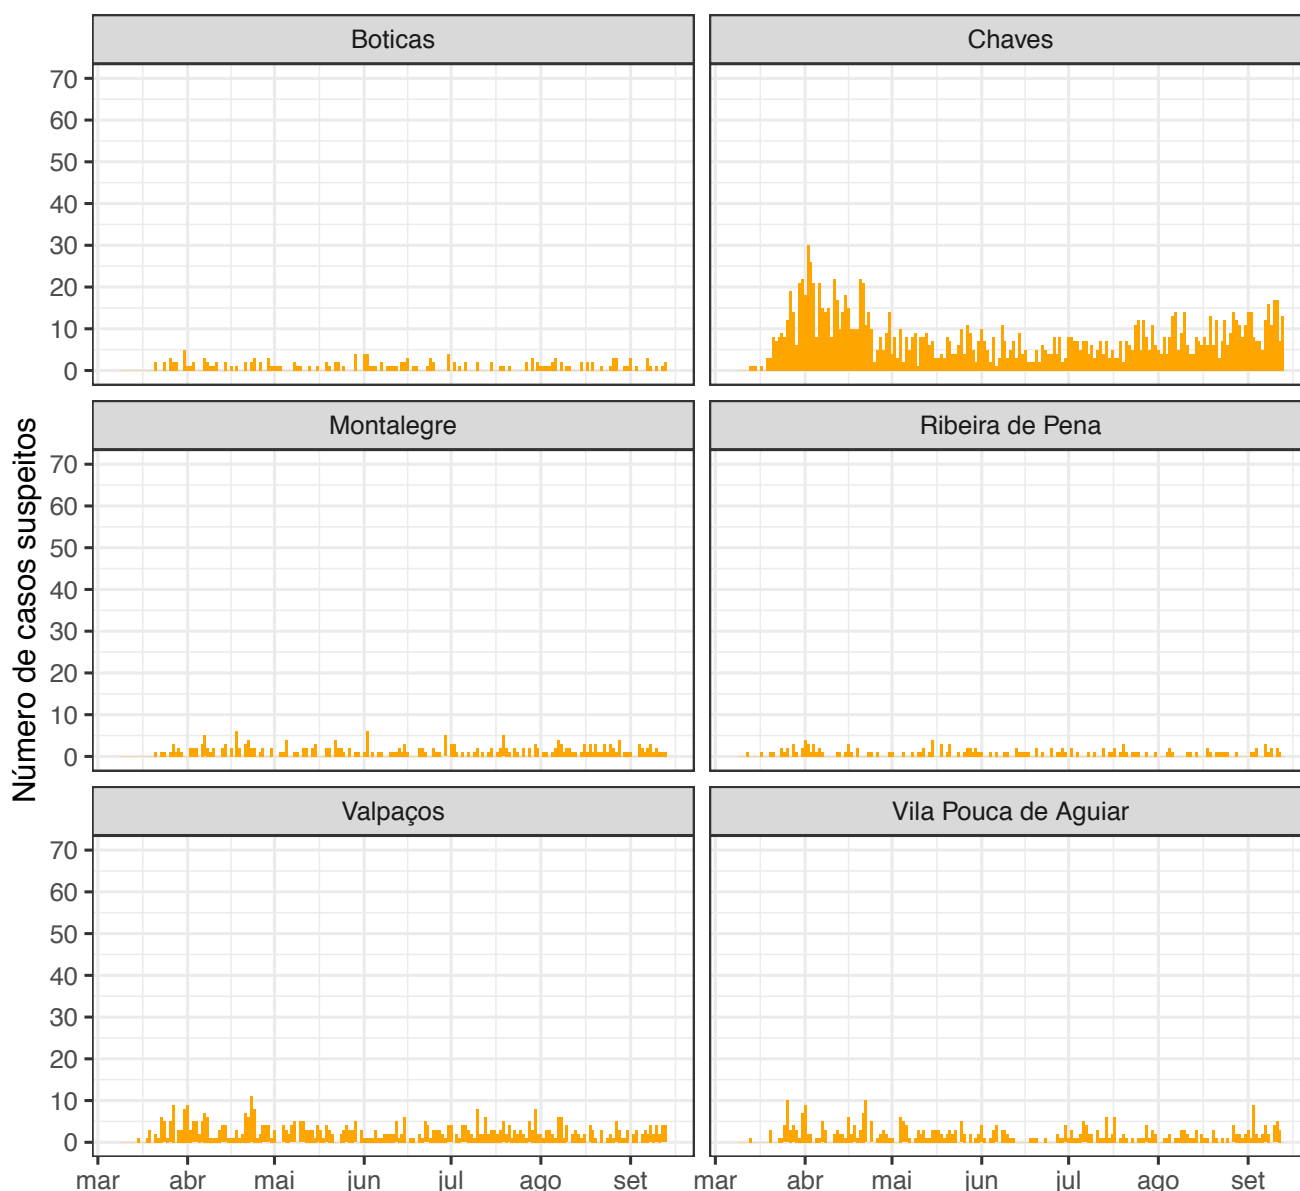 Boticas
Chaves
70
60
50
40
30
20
10
0
Montalegre
Ribeira de Pena
70
60
50
40
30
20
10
0
Número de casos suspeitos
Valpaços
Vila Pouca de Aguiar
70
60
50
40
30
20
10
0
mar abr mai jun jul ago set
mar abr mai jun jul ago set